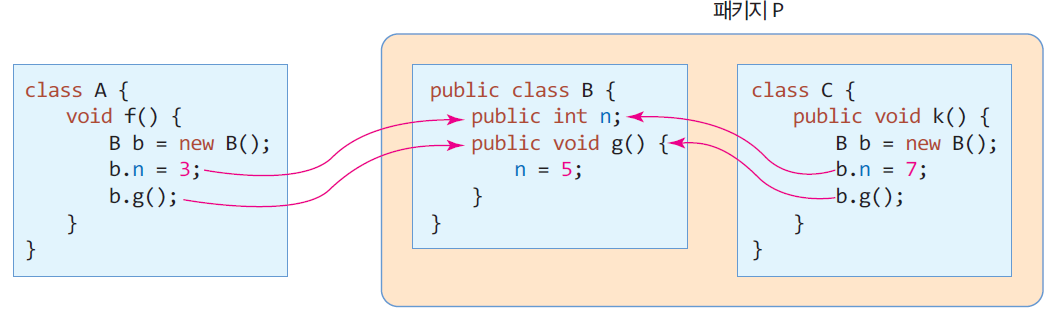 패키지 P
class A {
void f() {
B b = new B();
b.n = 3;
b.g();
}
}
public class B {
public int n;
public void g() {
n = 5;
}
}
class C {
public void k() {
B b = new B();
b.n = 7;
b.g();
}
}